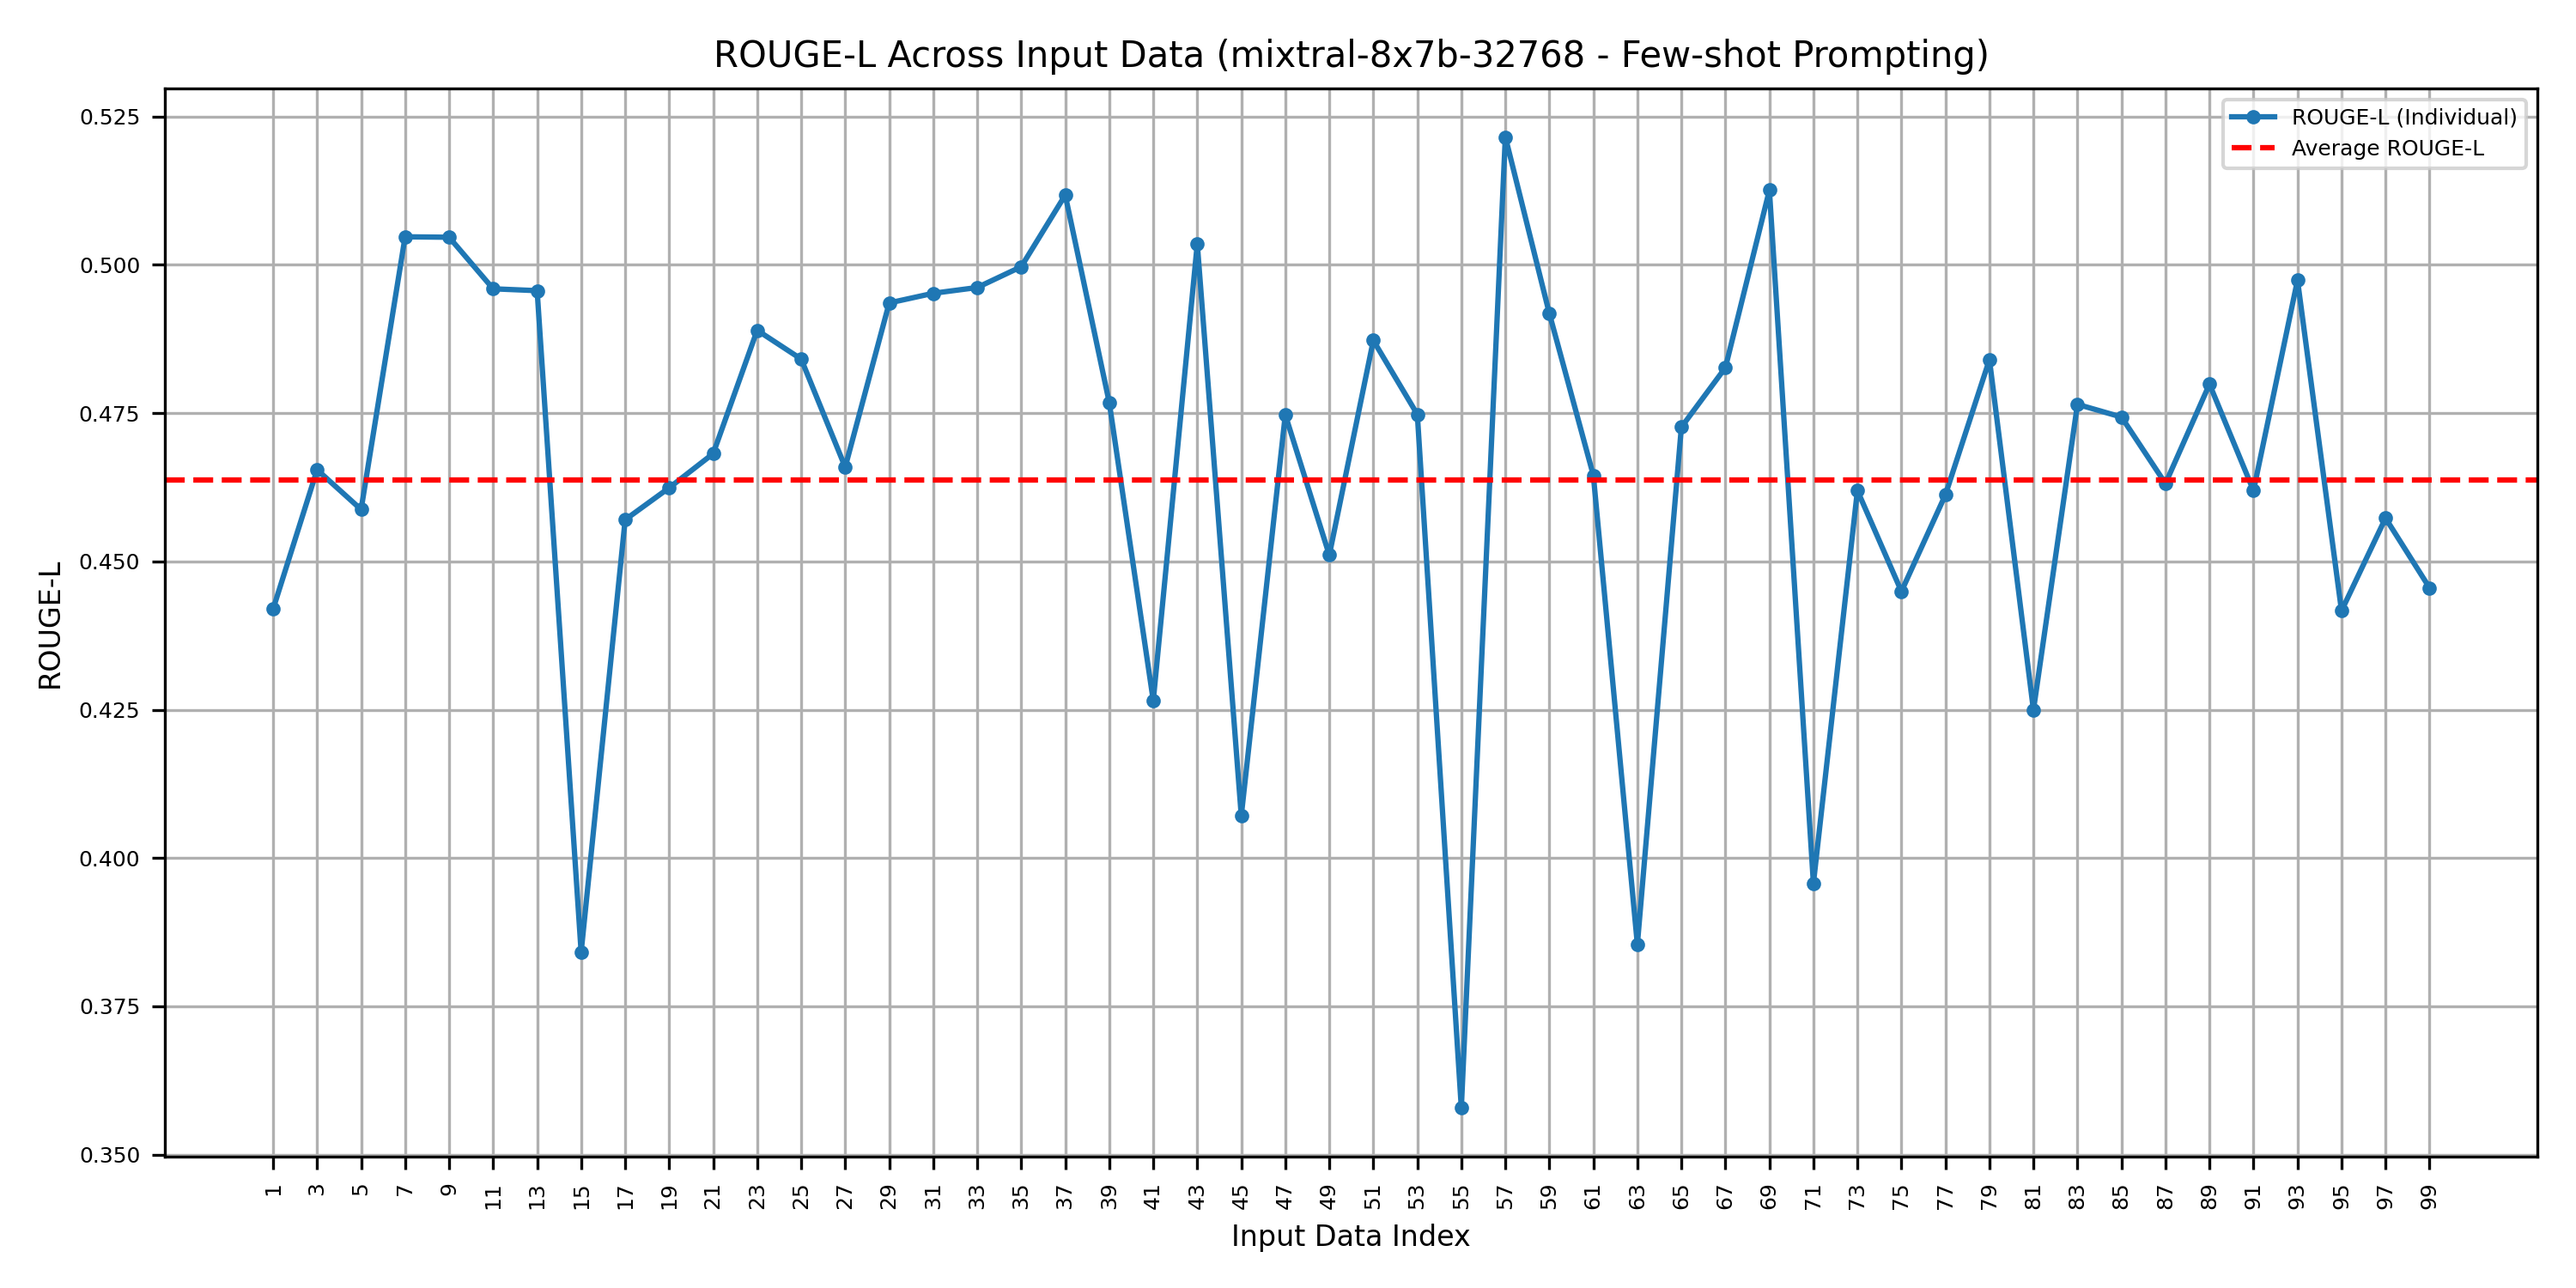 ROUGE-L Across Input Data (mixtral-8x7b-32768 - Few-shot Prompting)
ROUGE-L (Individual)
Average ROUGE-L
ROUGE-L
0.525
0.500
0.475
0.450
0.425
0.400
0.375
0.350
1 3 5 7 9 11 13 15 17 19 21 23 25 27 29 31 33 35 37 39 41 43 45 47 49 51 53 55 57 59 61 63 65 67 69 71 73 75 77 79 81 83 85 87 89 91 93 95 97 99
Input Data Index